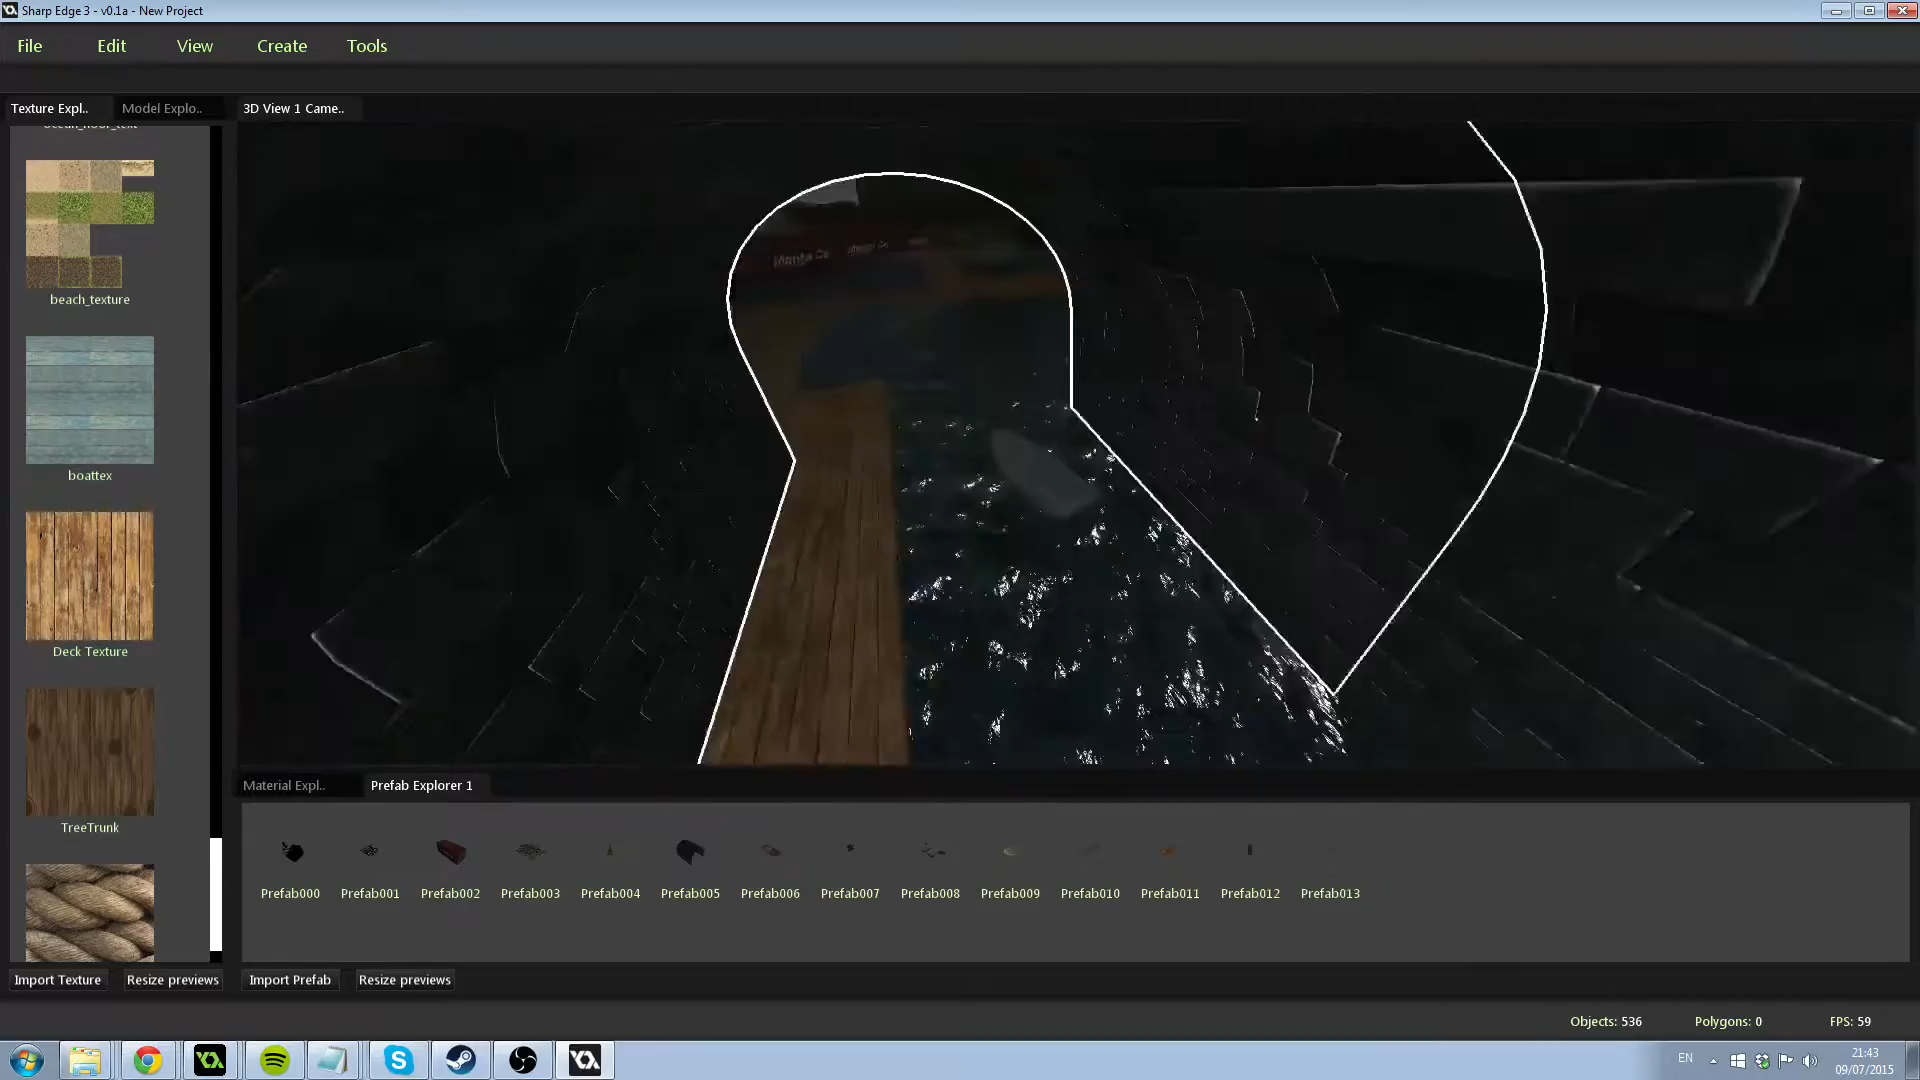 Sharp Edge 3 - v0.1a - New Project
File Edit View Create Tools
Texture Expl.. Model Explo.. 3D View 1 Came..
beach_texture
boattex
Deck Texture
TreeTrunk
Material Expl.. Prefab Explorer 1
Prefab000 Prefab001 Prefab002 Prefab003 Prefab004 Prefab005 Prefab006 Prefab007 Prefab008 Prefab009 Prefab010 Prefab011 Prefab012 Prefab013
Import Texture Resize previews Import Prefab Resize previews
Objects: 536 Polygons: 0 FPS: 59
EN 21:43
09/07/2015